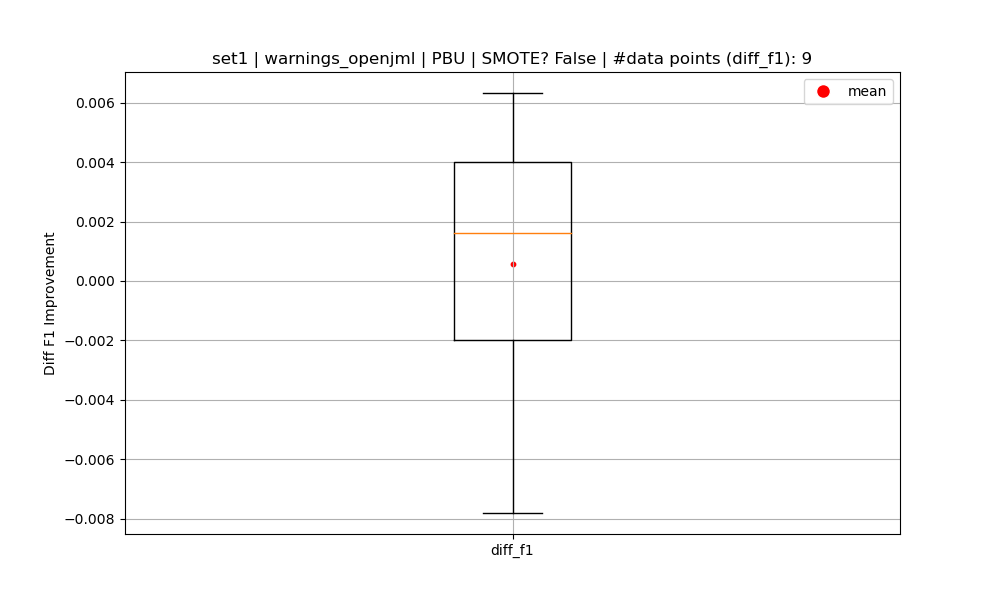 set1 | warnings_openjml | PBU | SMOTE? False | #data points (diff_f1): 9
mean
0.006
0.004
0.002
0.000
−0.002
−0.004
−0.006
−0.008
Diff F1 Improvement
diff_f1